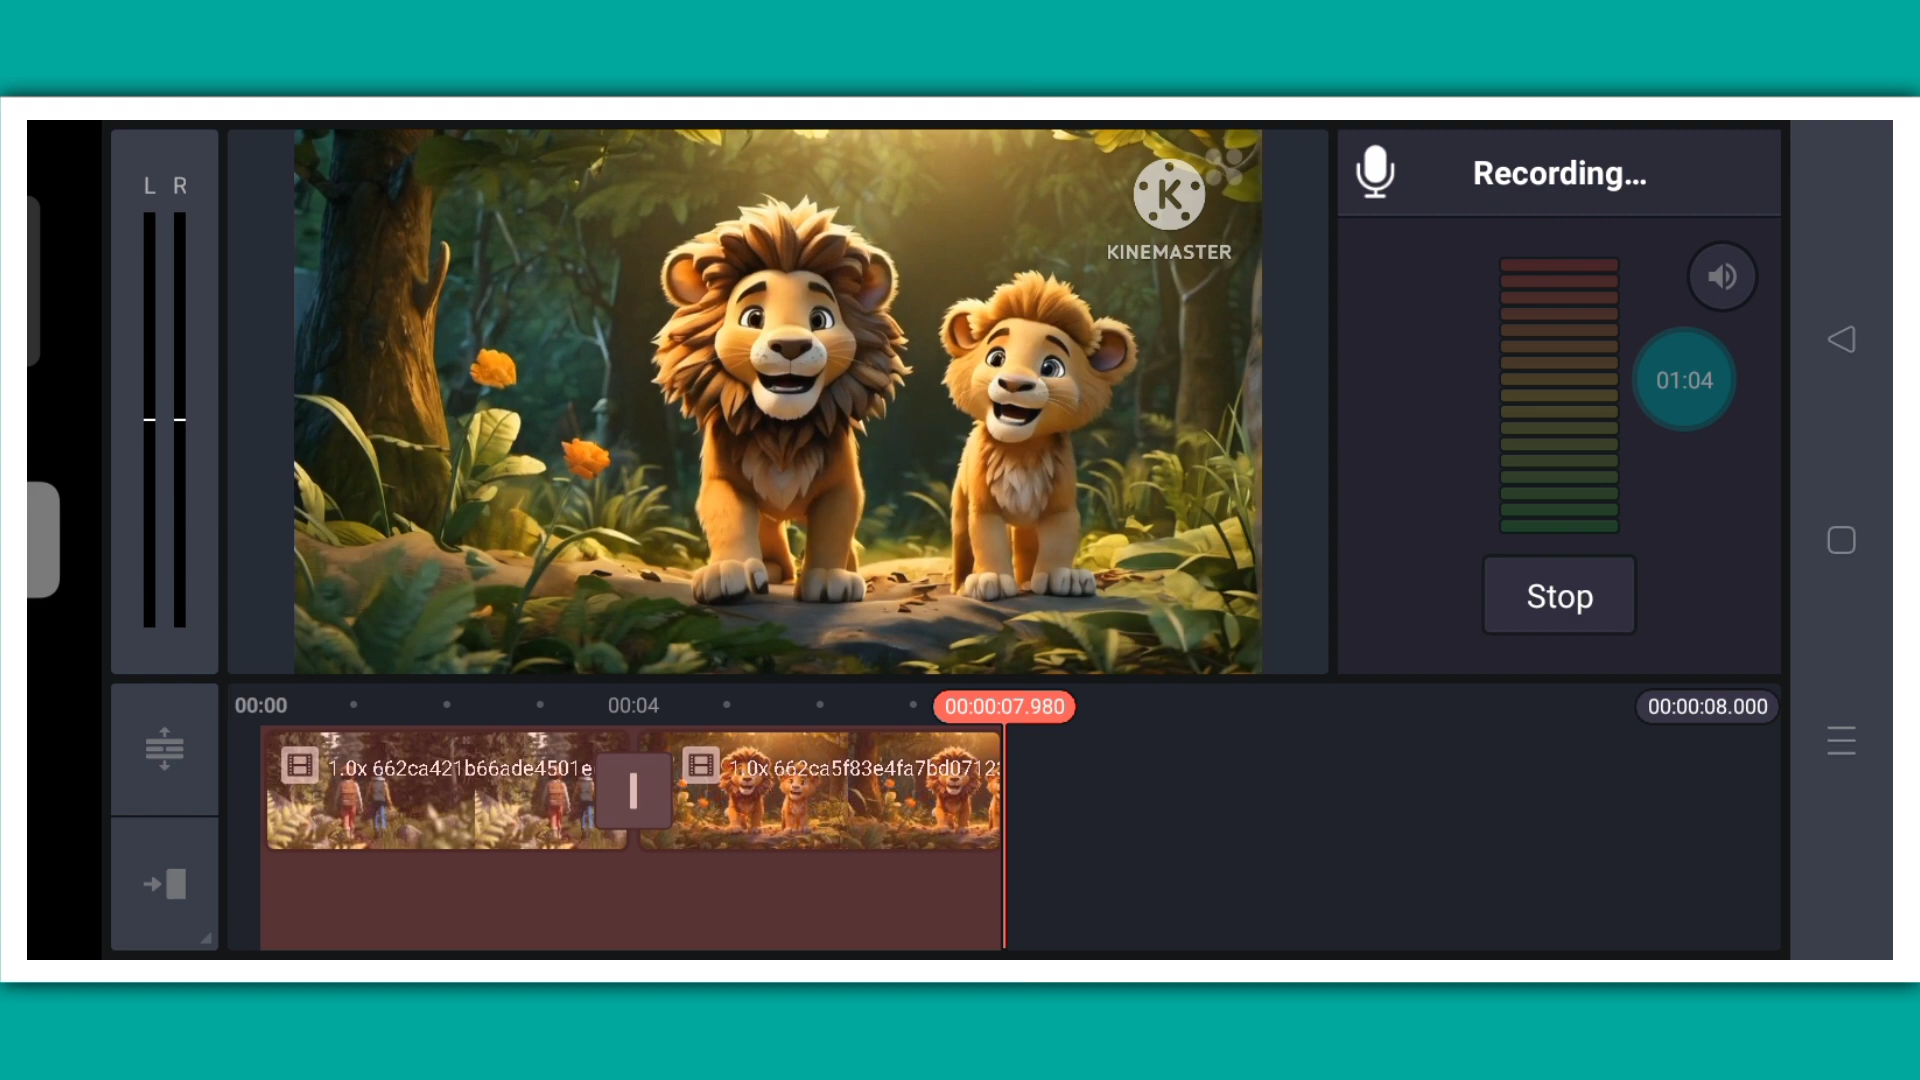 L R
K
KINEMASTER
Recording...
01:04
Stop
00:00
00:04
00:00:07.980
00:00:08.000
1.0x 662ca421b66ade4501e
1.0x 662ca5f83e4fa7bd0712